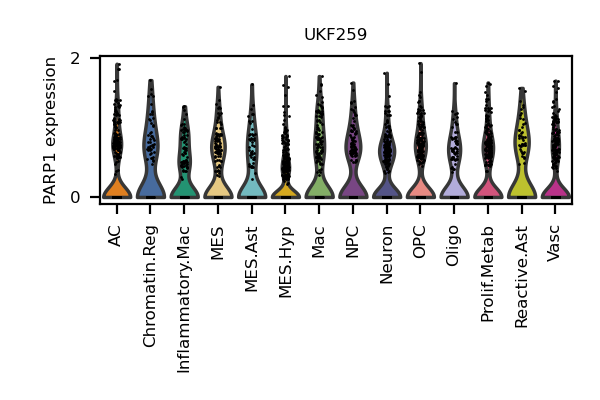 UKF259
PARP1 expression
2
0
AC
Chromatin.Reg
Inflammatory.Mac
MES
MES.Ast
MES.Hyp
Mac
NPC
Neuron
OPC
Oligo
Prolif.Metab
Reactive.Ast
Vasc